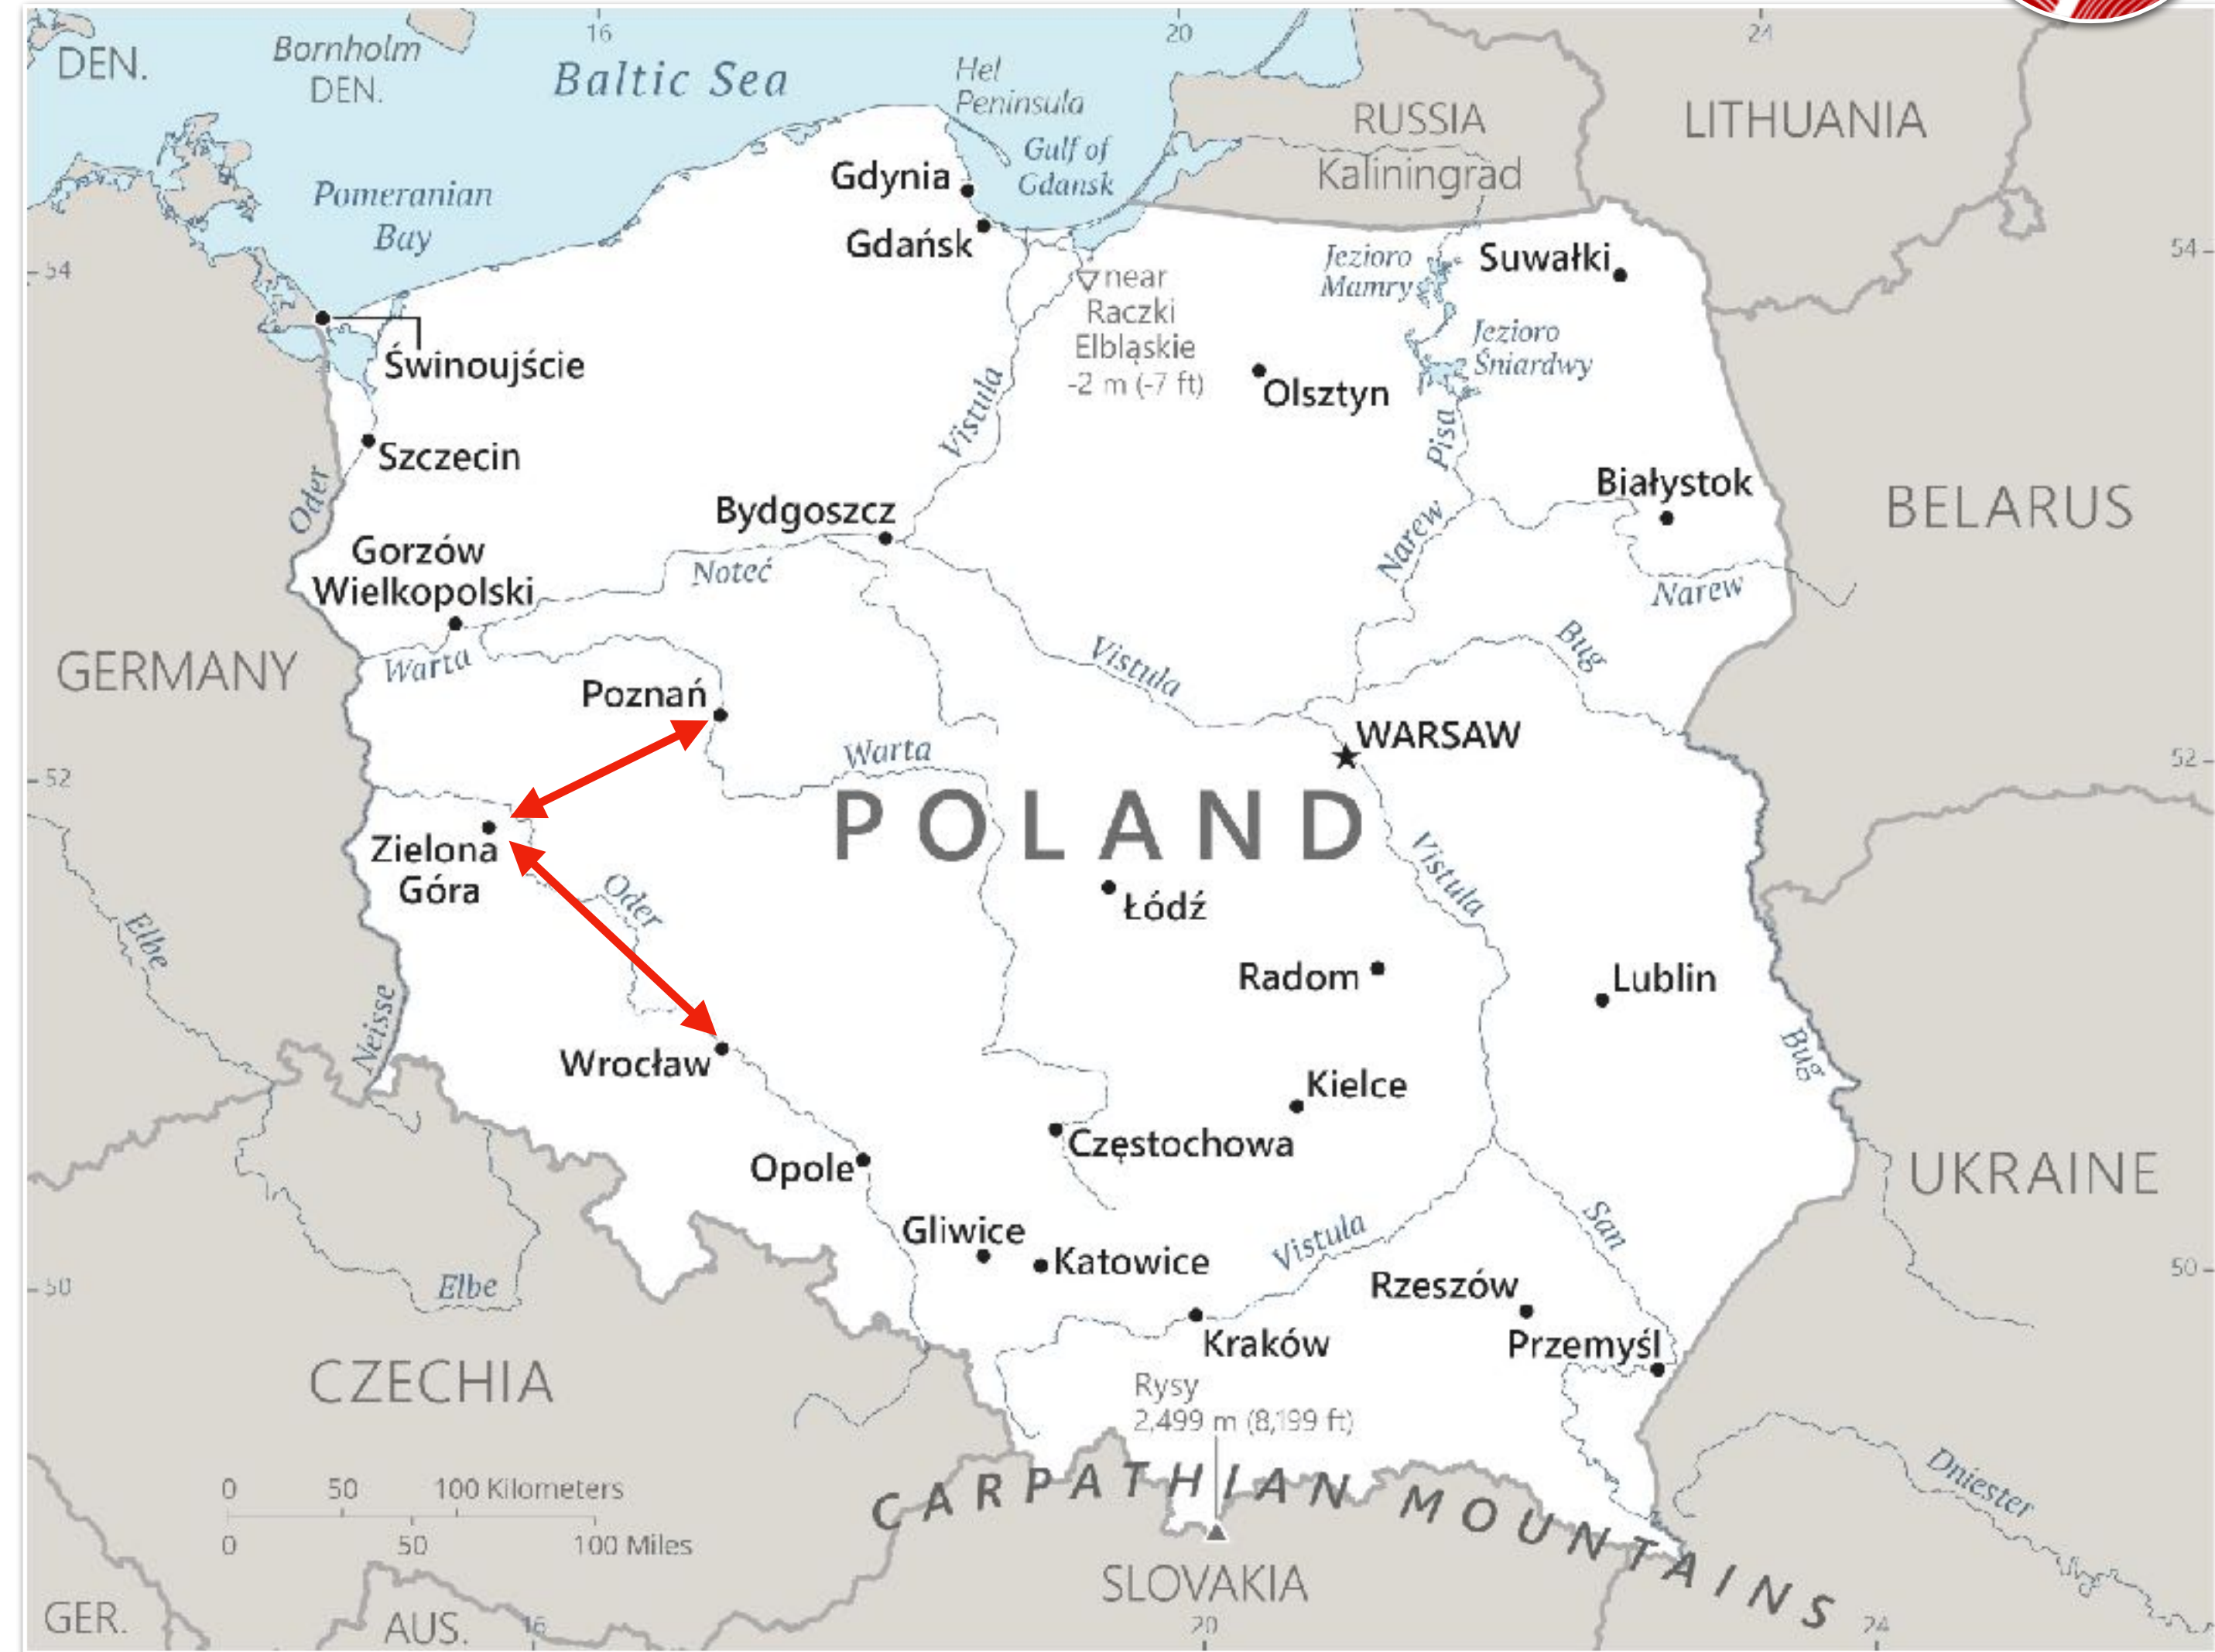 16
20
24
DEN.
Bornholm
DEN.
Baltic Sea
Hel
Peninsula
RUSSIA
LITHUANIA
Gulf of
Gdansk
Kaliningrad
Gdynia
Pomeranian
Bay
Gdańsk
54
54
Jezioro
Mamry
Suwałki
near
Raczki
Elbląskie
-2 m (-7 ft)
Jezioro
Śniardwy
Świnoujście
Olsztyn
Vistula
Pisa
Szczecin
Oder
Białystok
BELARUS
Bydgoszcz
Narew
Gorzów
Wielkopolski
Noteć
Narew
GERMANY
Warta
Vistula
Bug
Poznań
WARSAW
Warta
52
52
POLAND
Zielona
Góra
Oder
Vistula
Łódź
Elbe
Radom
Lublin
Neisse
Wrocław
Bug
Kielce
Częstochowa
Opole
UKRAINE
Gliwice
Vistula
San
Katowice
50
50
Elbe
Rzeszów
Kraków
Przemyśl
CZECHIA
Rysy
2,499 m (8,199 ft)
0 50 100 Kilometers
0 50 100 Miles
CARPATHIAN MOUNTAINS
Dniester
SLOVAKIA
GER.
AUS.
16
20
24